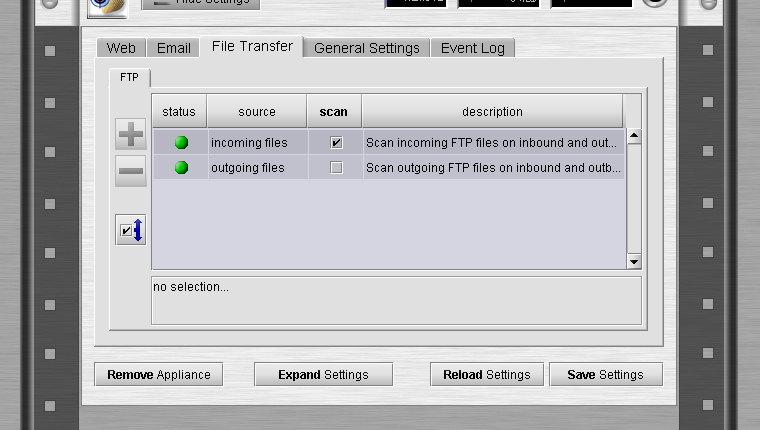 Hide Settings
Web Email File Transfer General Settings Event Log
FTP
status source scan description
incoming files Scan incoming FTP files on inbound and out...
outgoing files Scan outgoing FTP files on inbound and outb...
no selection...
Remove Appliance Expand Settings Reload Settings Save Settings